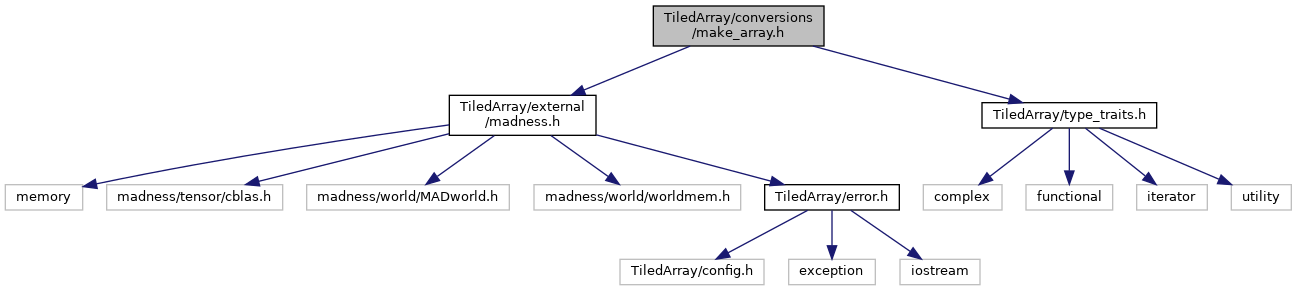 TiledArray/conversions
/make_array.h
TiledArray/external
/madness.h
TiledArray/type_traits.h
memory
madness/tensor/cblas.h
madness/world/MADworld.h
madness/world/worldmem.h
TiledArray/error.h
complex
functional
iterator
utility
TiledArray/config.h
exception
iostream